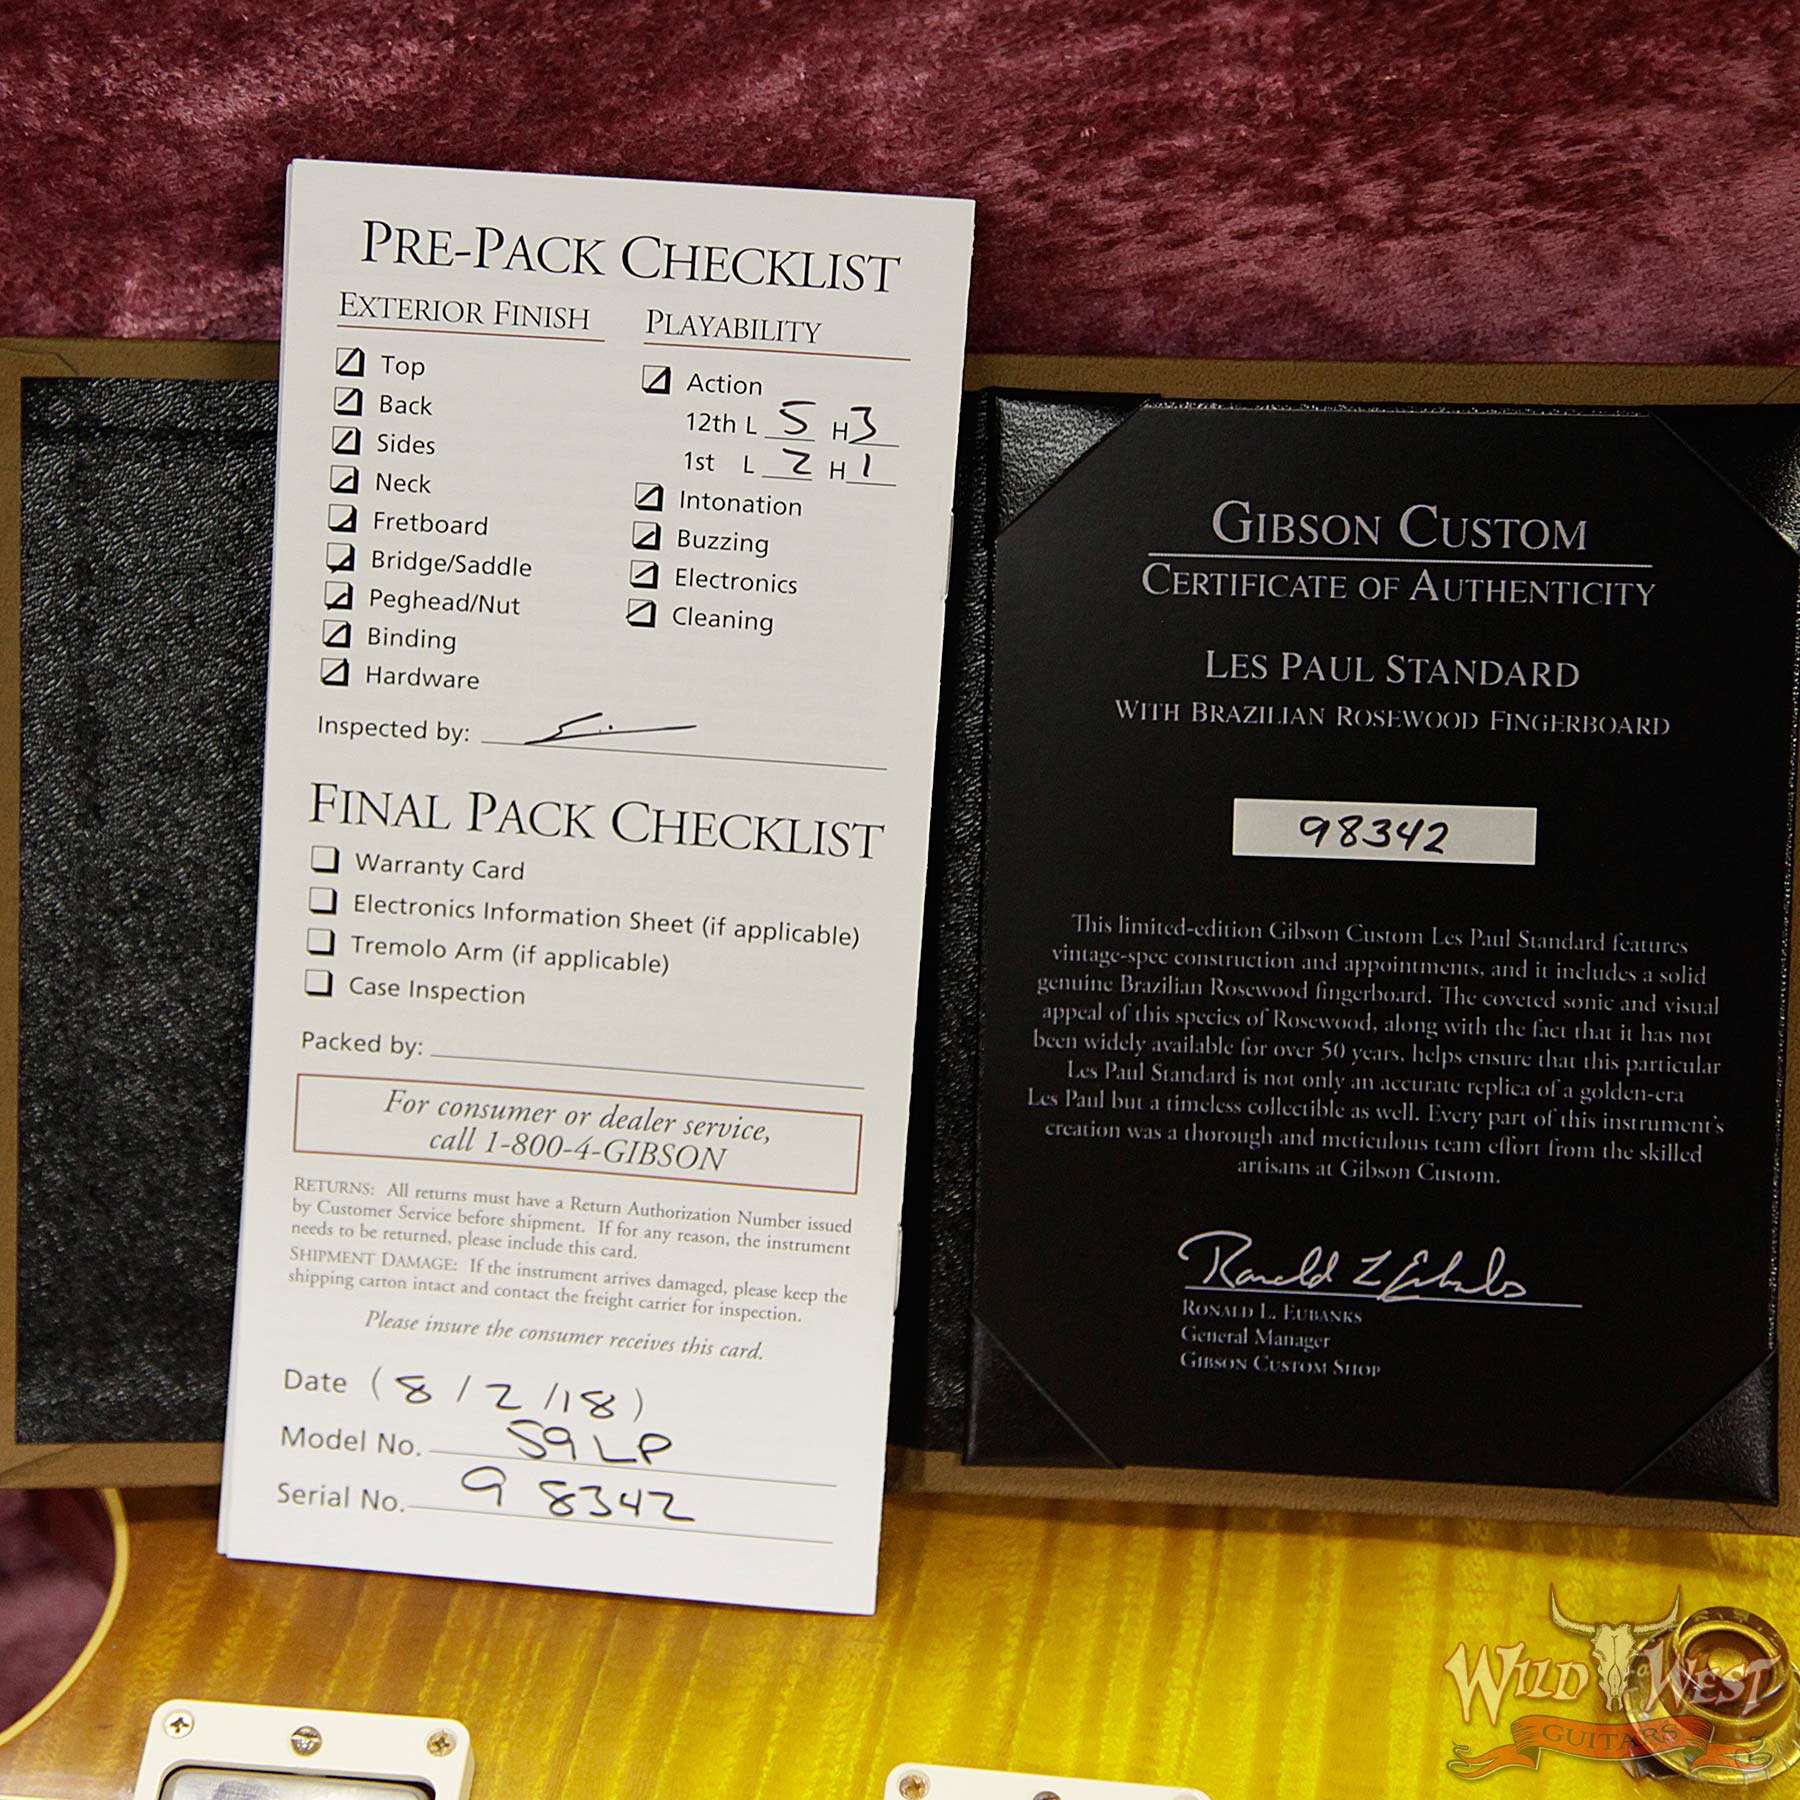 PRE-PACK CHECKLIST
EXTERIOR FINISH
Top
Back
Sides
Neck
Fretboard
Bridge/Saddle
Peghead/Nut
Binding
Hardware
PLAYABILITY
Action
12th L 5 H 3
1st L 2 H 1
Intonation
Buzzing
Electronics
Cleaning
Inspected by:
FINAL PACK CHECKLIST
Warranty Card
Electronics Information Sheet (if applicable)
Tremolo Arm (if applicable)
Case Inspection
Packed by:
For consumer or dealer service,
call 1-800-4-GIBSON
RETURNS: All returns must have a Return Authorization Number issued
by Customer Service before shipment. If for any reason, the instrument
needs to be returned, please include this card.
SHIPMENT DAMAGE: If the instrument arrives damaged, please keep the
shipping carton intact and contact the freight carrier for inspection.
Please insure the consumer receives this card.
Date (8/2/18)
Model No. 59LP
Serial No. 9 8342
GIBSON CUSTOM
CERTIFICATE OF AUTHENTICITY
LES PAUL STANDARD
WITH BRAZILIAN ROSEWOOD FINGERBOARD
98342
This limited-edition Gibson Custom Les Paul Standard features
vintage-spec construction and appointments, and it includes a solid
genuine Brazilian Rosewood fingerboard. The coveted sonic and visual
appeal of this species of Rosewood, along with the fact that it has not
been widely available for over 50 years, helps ensure that this particular
Les Paul Standard is not only an accurate replica of a golden-era
Les Paul but a timeless collectible as well. Every part of this instrument's
creation was a thorough and meticulous team effort from the skilled
artisans at Gibson Custom.
Ronald L Eubanks
RONALD L. EUBANKS
General Manager
GIBSON CUSTOM SHOP
WILD WEST
GUITARS